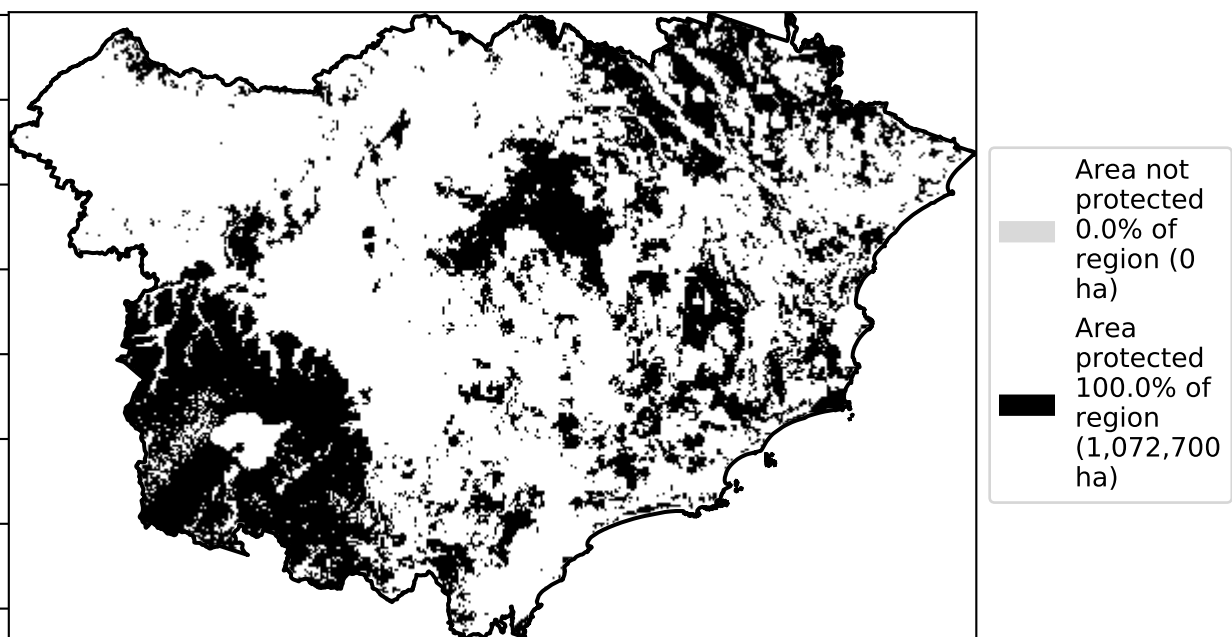 Area not
protected
0.0% of
region (0
ha)
Area
protected
100.0% of
region
(1,072,700
ha)